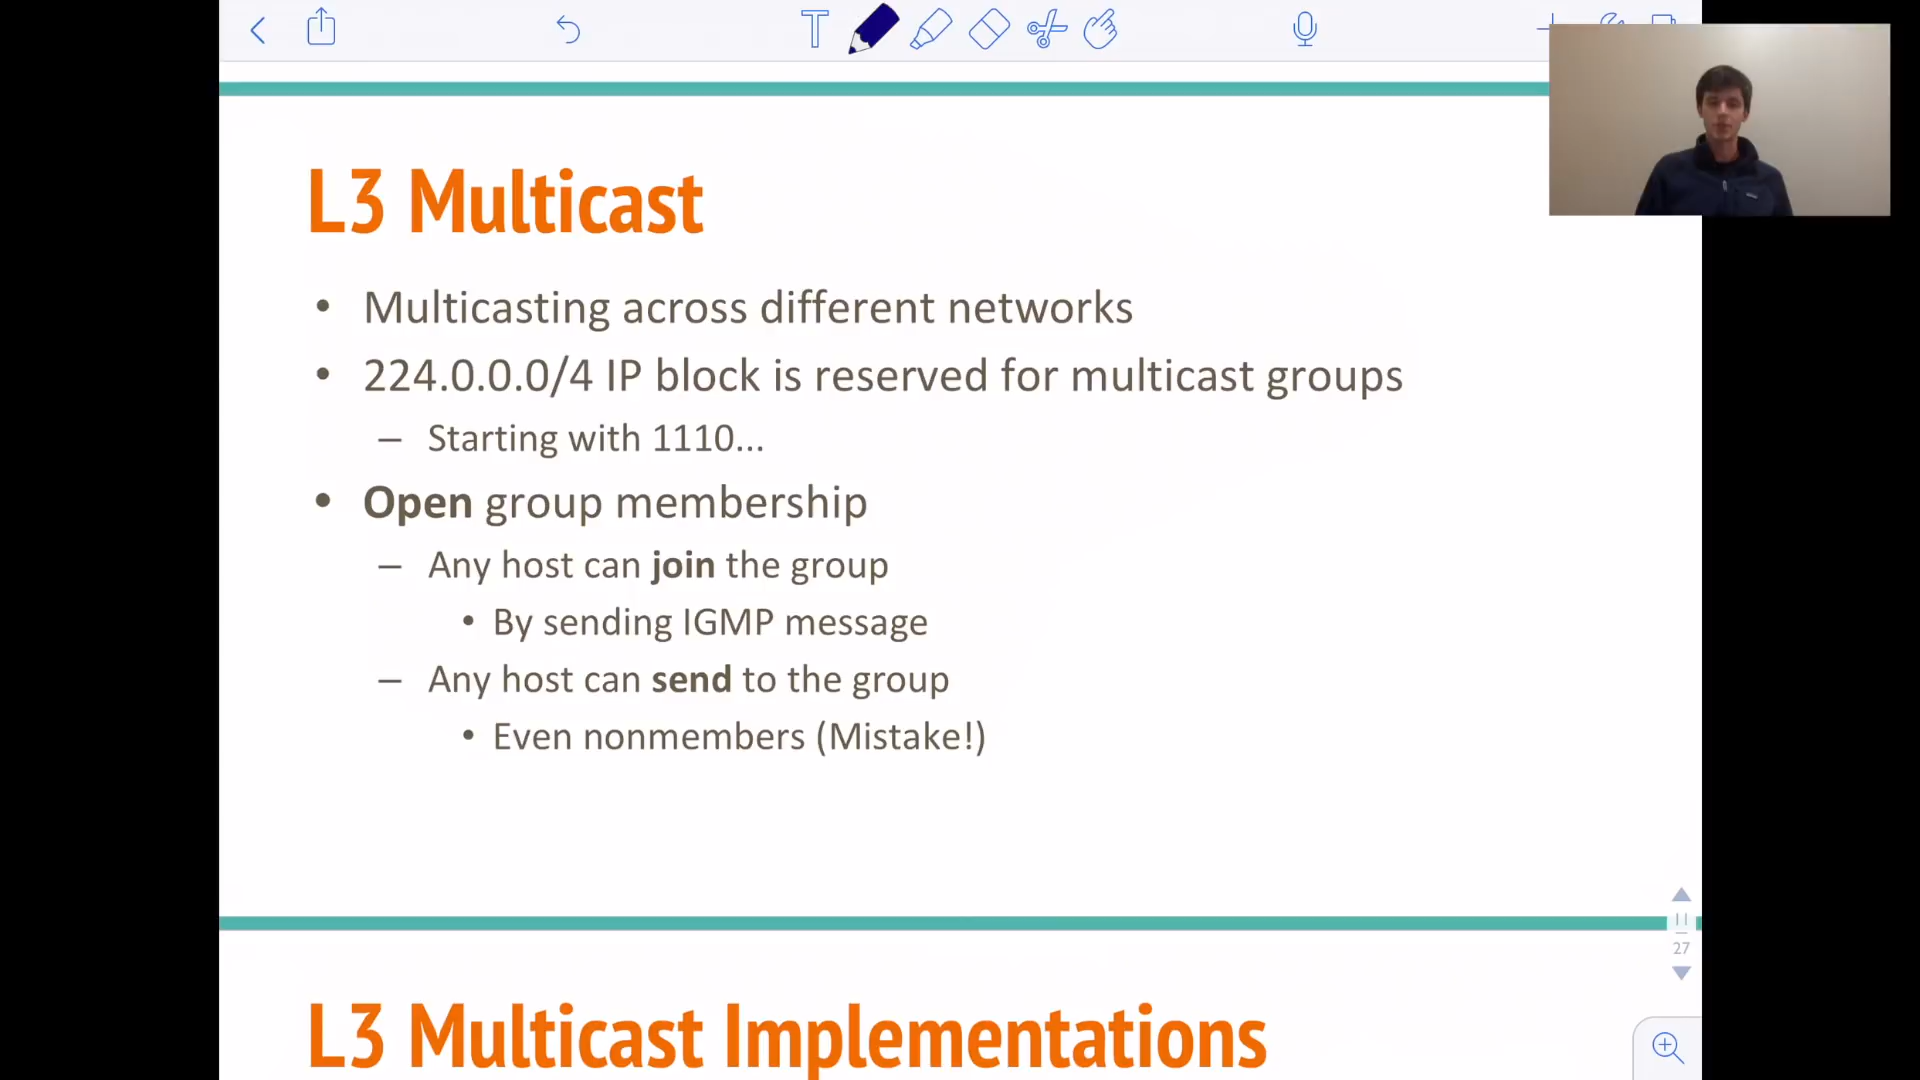 L3 Multicast
• Multicasting across different networks
• 224.0.0.0/4 IP block is reserved for multicast groups
– Starting with 1110...
• Open group membership
– Any host can join the group
• By sending IGMP message
– Any host can send to the group
• Even nonmembers (Mistake!)
11
27
L3 Multicast Implementations